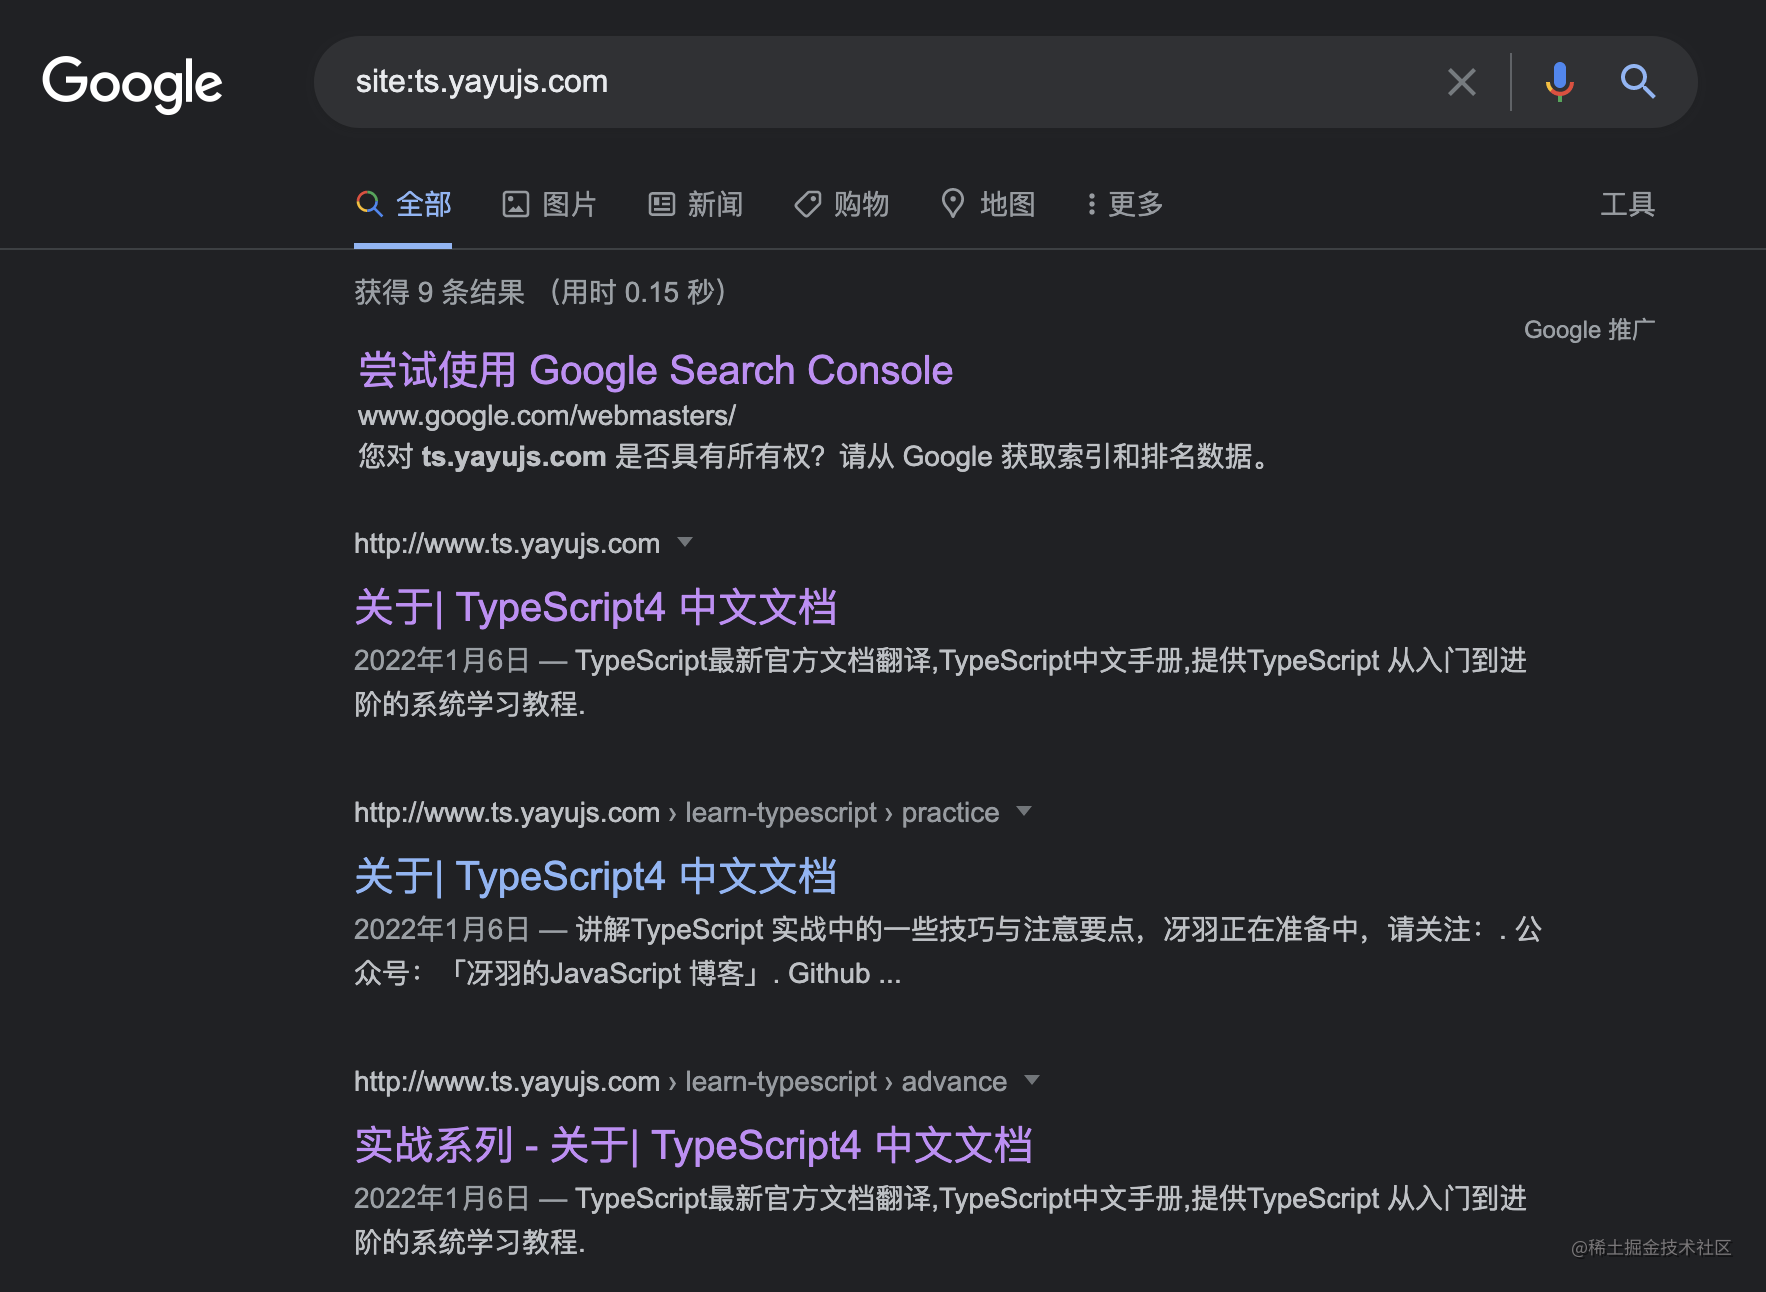 Google
site:ts.yayujs.com
全部 图片 新闻 购物 地图 更多 工具
获得 9 条结果 （用时 0.15 秒）
Google 推广
尝试使用 Google Search Console
www.google.com/webmasters/
您对 ts.yayujs.com 是否具有所有权？请从 Google 获取索引和排名数据。
http://www.ts.yayujs.com
关于| TypeScript4 中文文档
2022年1月6日 — TypeScript最新官方文档翻译,TypeScript中文手册,提供TypeScript 从入门到进
阶的系统学习教程.
http://www.ts.yayujs.com › learn-typescript › practice
关于| TypeScript4 中文文档
2022年1月6日 — 讲解TypeScript 实战中的一些技巧与注意要点，冴羽正在准备中，请关注：. 公
众号：「冴羽的JavaScript 博客」. Github ...
http://www.ts.yayujs.com › learn-typescript › advance
实战系列 - 关于| TypeScript4 中文文档
2022年1月6日 — TypeScript最新官方文档翻译,TypeScript中文手册,提供TypeScript 从入门到进
阶的系统学习教程.
@稀土掘金技术社区